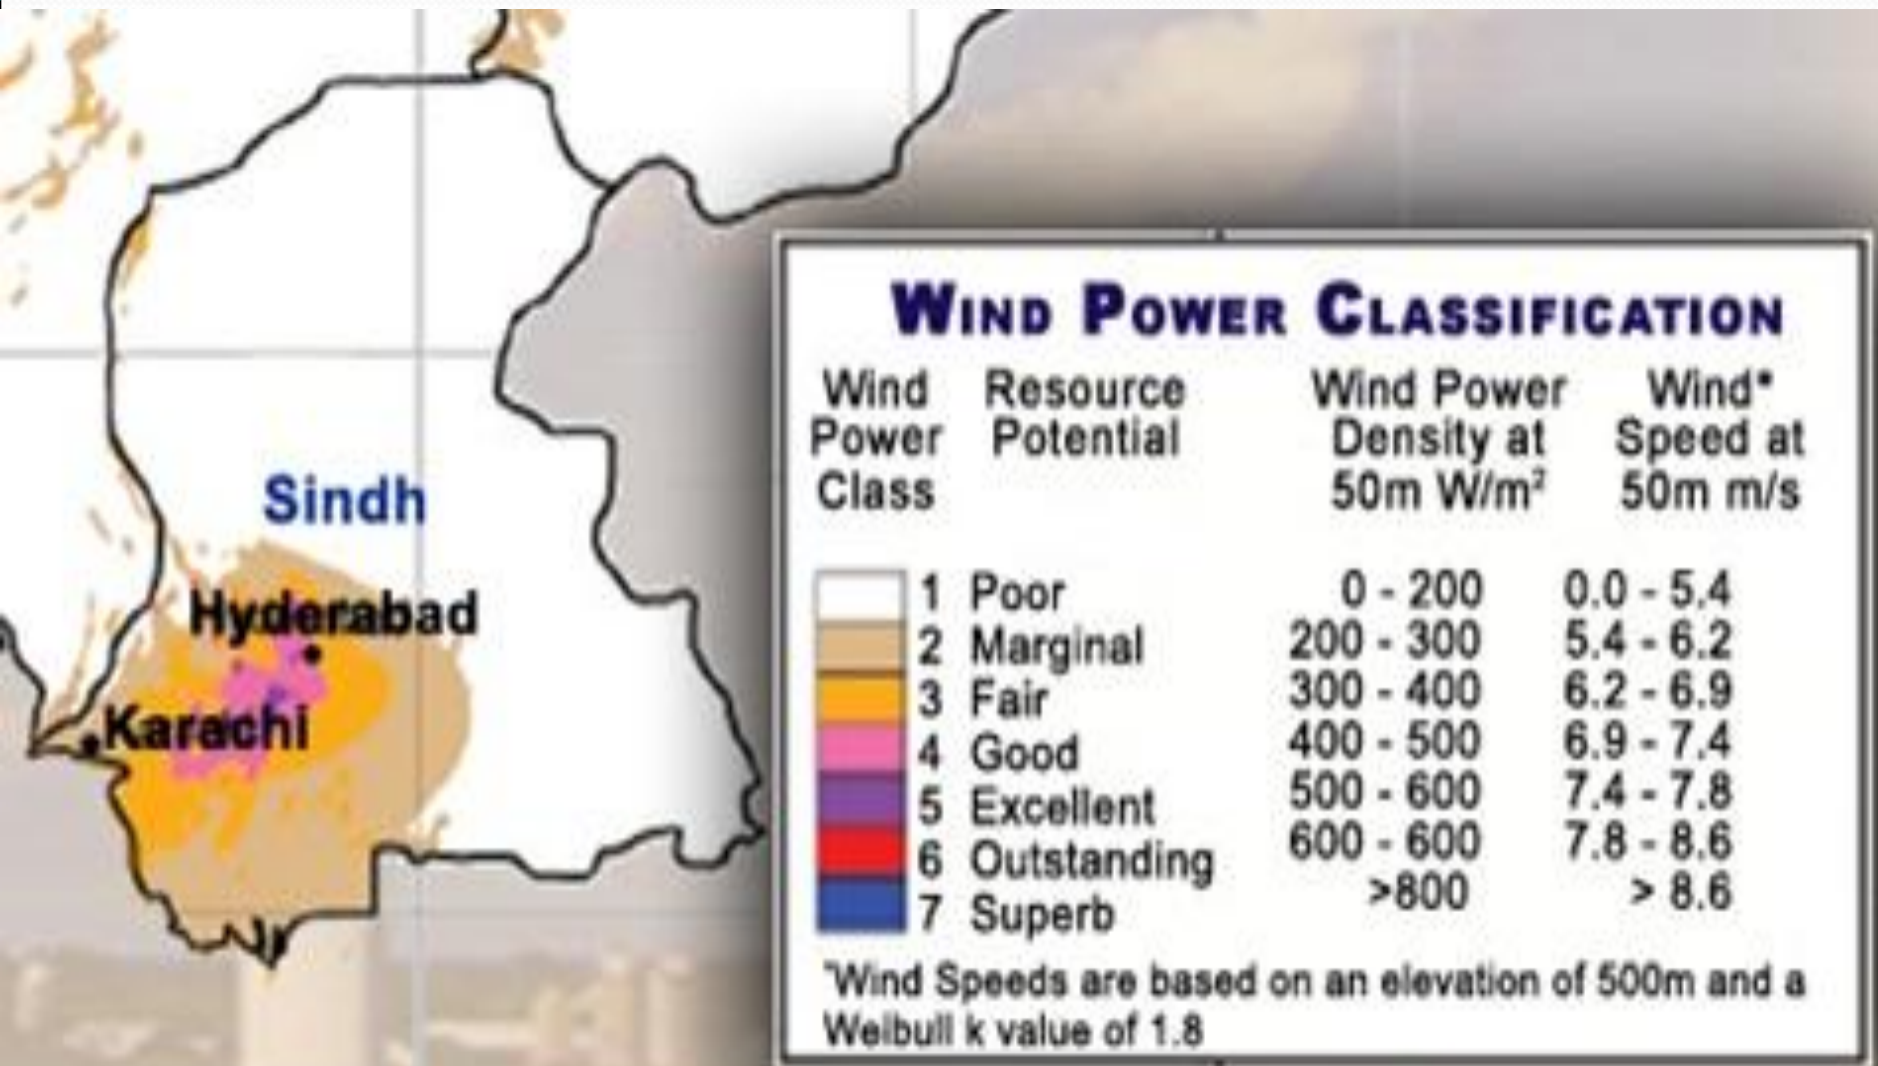 Sindh
Hyderabad
Karachi
WIND POWER CLASSIFICATION
Wind Power Class Resource Potential Wind Power Density at 50m W/m² Wind* Speed at 50m m/s
1 Poor 0 - 200 0.0 - 5.4
2 Marginal 200 - 300 5.4 - 6.2
3 Fair 300 - 400 6.2 - 6.9
4 Good 400 - 500 6.9 - 7.4
5 Excellent 500 - 600 7.4 - 7.8
6 Outstanding 600 - 600 7.8 - 8.6
7 Superb >800 > 8.6
*Wind Speeds are based on an elevation of 500m and a
Weibull k value of 1.8